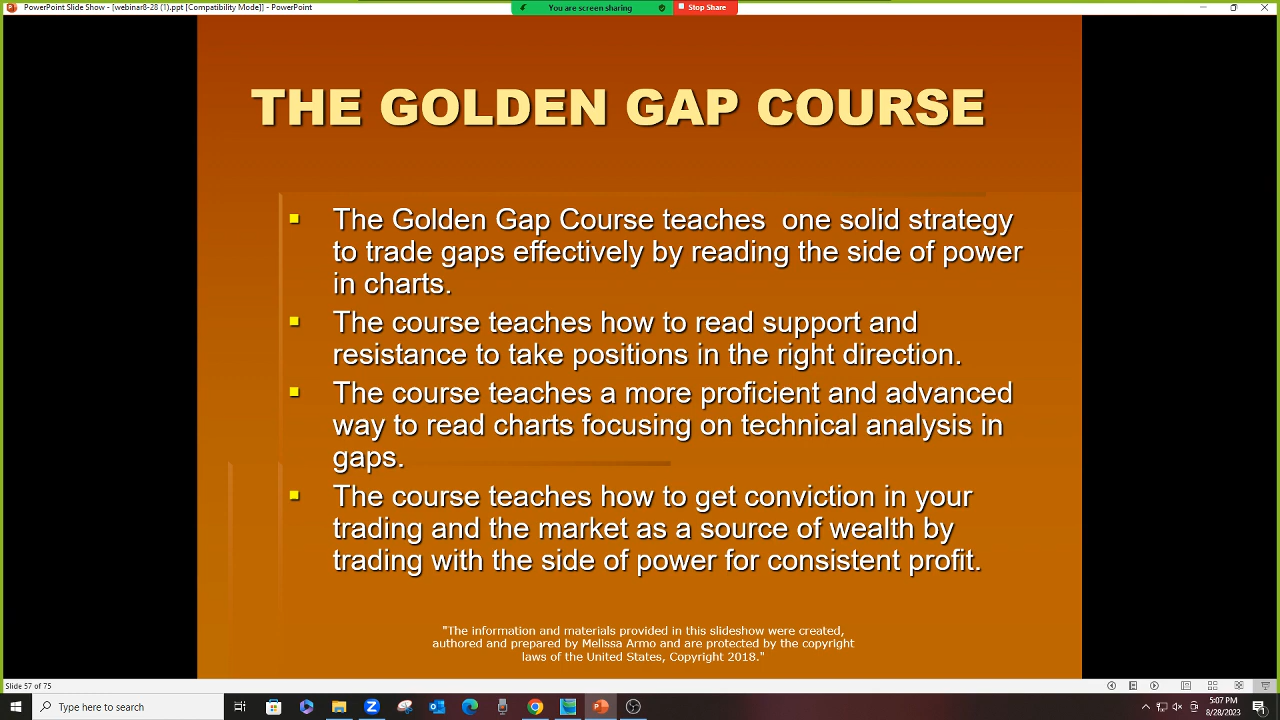 PowerPoint Slide Show - [webinar8-28 (1).ppt [Compatibility Mode]] - PowerPoint
You are screen sharing
Stop Share
THE GOLDEN GAP COURSE
The Golden Gap Course teaches  one solid strategy
to trade gaps effectively by reading the side of power
in charts.
The course teaches how to read support and
resistance to take positions in the right direction.
The course teaches a more proficient and advanced
way to read charts focusing on technical analysis in
gaps.
The course teaches how to get conviction in your
trading and the market as a source of wealth by
trading with the side of power for consistent profit.
"The information and materials provided in this slideshow were created,
authored and prepared by Melissa Armo and are protected by the copyright
laws of the United States, Copyright 2018."
Slide 57 of 75
Type here to search
5:07 PM
8/28/2023